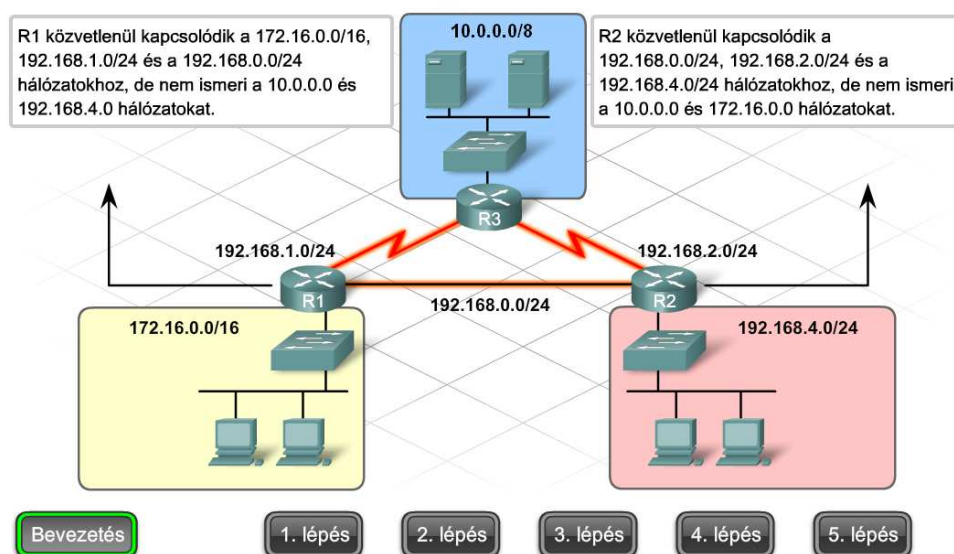 R1 közvetlenül kapcsolódik a 172.16.0.0/16,
192.168.1.0/24 és a 192.168.0.0/24
hálózatokhoz, de nem ismeri a 10.0.0.0 és
192.168.4.0 hálózatokat.
10.0.0.0/8
R2 közvetlenül kapcsolódik a
192.168.0.0/24, 192.168.2.0/24 és a
192.168.4.0/24 hálózatokhoz, de nem ismeri
a 10.0.0.0 és 172.16.0.0 hálózatokat.
R3
192.168.1.0/24
192.168.2.0/24
R1
R2
192.168.0.0/24
172.16.0.0/16
192.168.4.0/24
Bevezetés
1. lépés
2. lépés
3. lépés
4. lépés
5. lépés